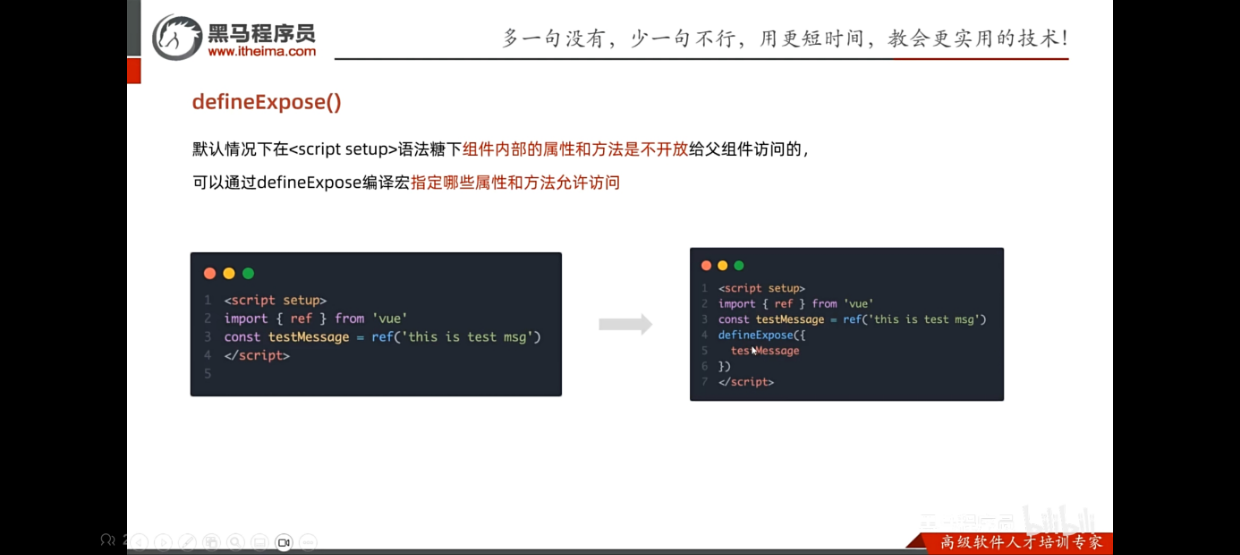 黑马程序员
www.itheima.com
多一句没有，少一句不行，用更短时间，教会更实用的技术！
defineExpose()
默认情况下在<script setup>语法糖下组件内部的属性和方法是不开放给父组件访问的，
可以通过defineExpose编译宏指定哪些属性和方法允许访问
1 <script setup>
2 import { ref } from 'vue'
3 const testMessage = ref('this is test msg')
4 </script>
5
1 <script setup>
2 import { ref } from 'vue'
3 const testMessage = ref('this is test msg')
4 defineExpose({
5 testMessage
6 })
7 </script>
bilibili
高级软件人才培训专家